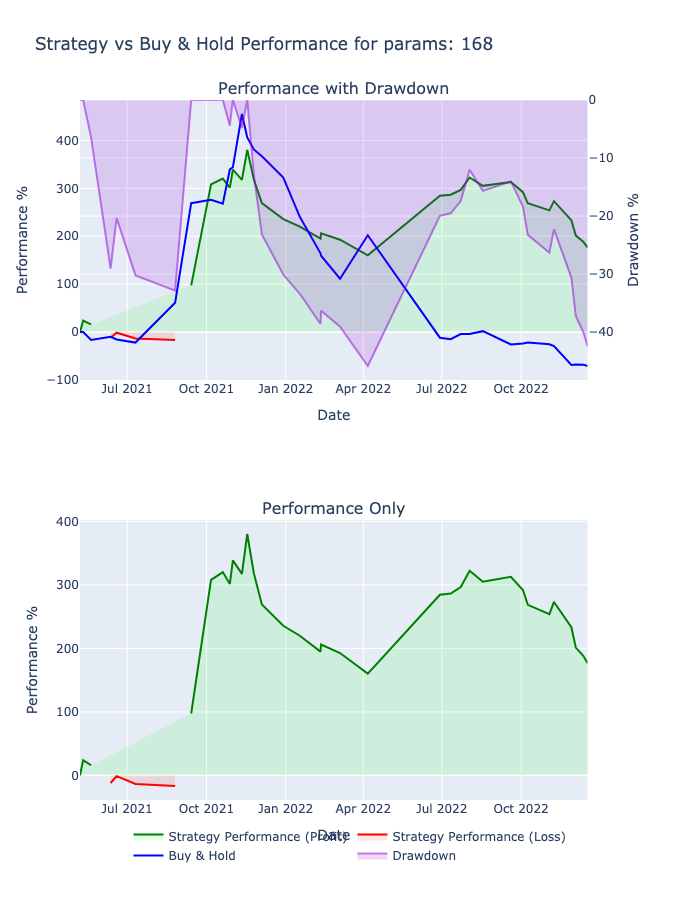 Strategy vs Buy & Hold Performance for params: 168
Performance with Drawdown
400
300
200
100
0
−100
0
−10
−20
−30
−40
Performance %
Drawdown %
Jul 2021 Oct 2021 Jan 2022 Apr 2022 Jul 2022 Oct 2022
Date
Performance Only
400
300
200
100
0
Performance %
Jul 2021 Oct 2021 Jan 2022 Apr 2022 Jul 2022 Oct 2022
Date
Strategy Performance (Profit) Strategy Performance (Loss)
Buy & Hold Drawdown